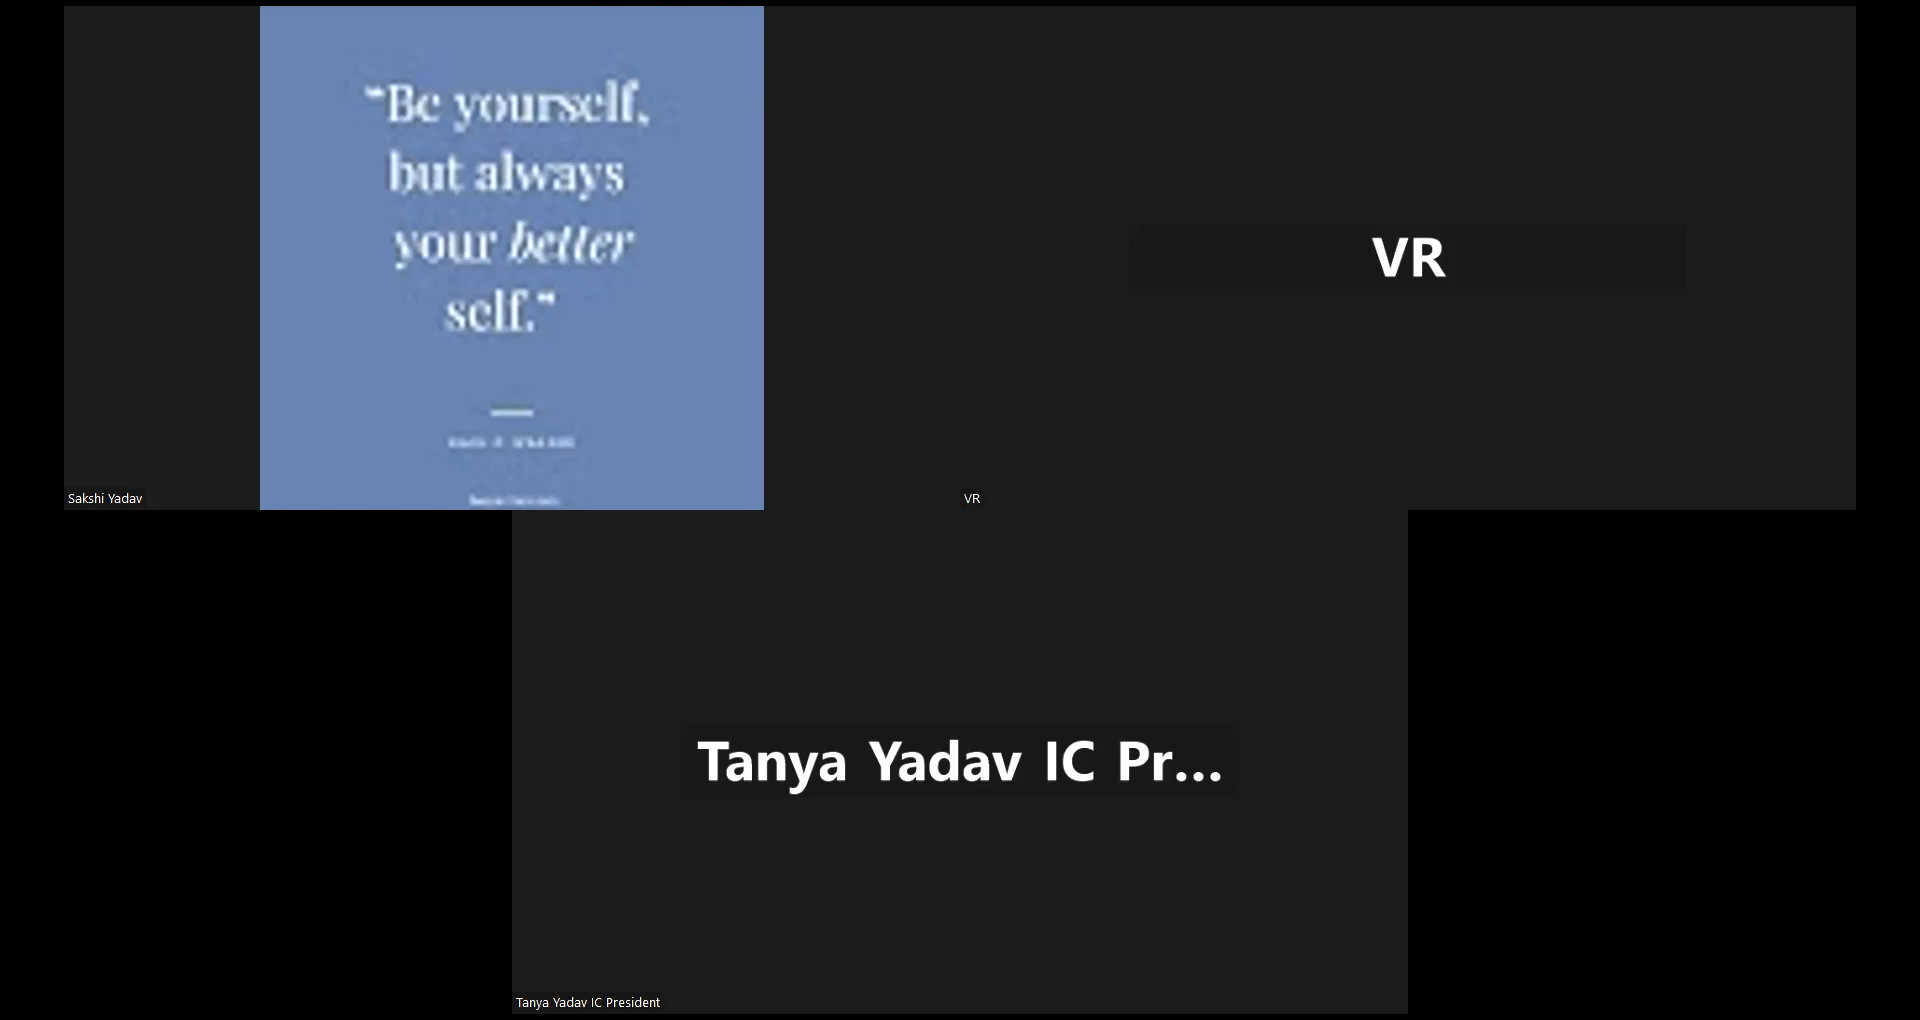 “Be yourself,
but always
your better
self.”
Sakshi Yadav
VR
VR
Tanya Yadav IC Pr...
Tanya Yadav IC President